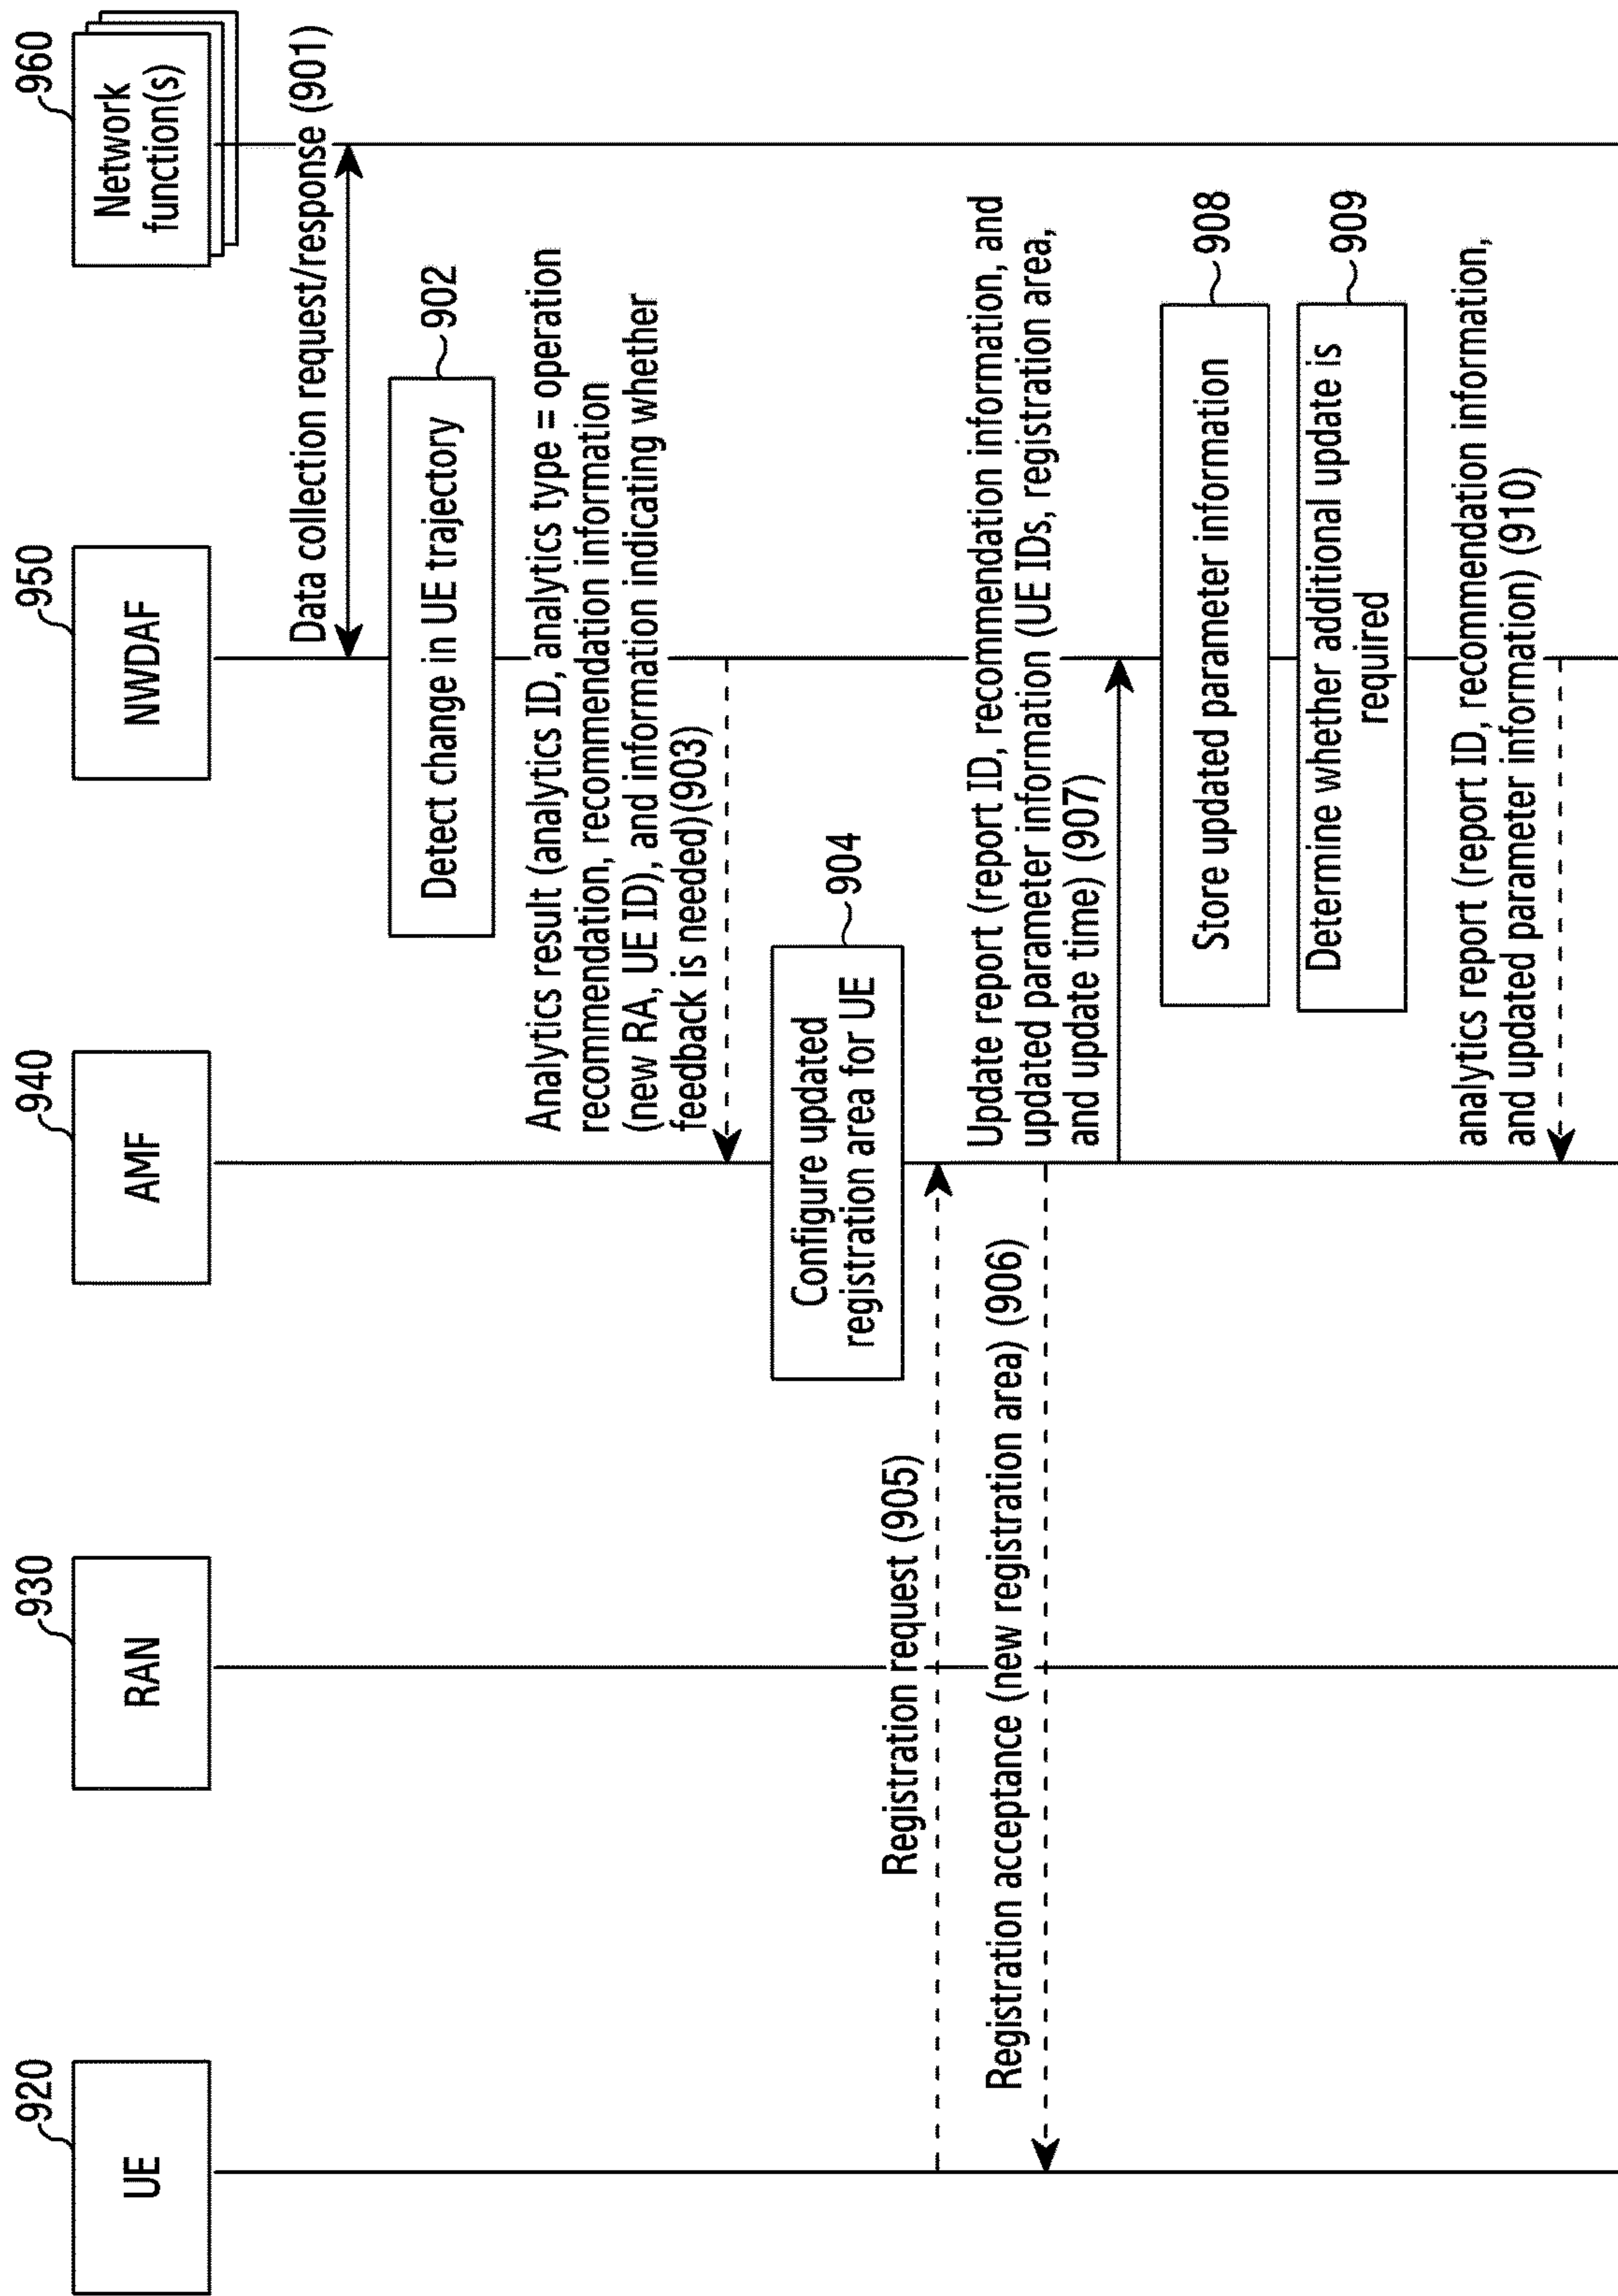 920
930
940
950
960
UE
RAN
AMF
NWDAF
Network
function(s)
Data collection request/response (901)
902
Detect change in UE trajectory
Analytics result (analytics ID, analytics type = operation
recommendation, recommendation information
(new RA, UE ID), and information indicating whether
feedback is needed)(903)
904
Configure updated
registration area for UE
Registration request (905)
Registration acceptance (new registration area) (906)
Update report (report ID, recommendation information, and
updated parameter information (UE IDs, registration area,
and update time) (907)
Store updated parameter information
908
Determine whether additional update is
required
909
analytics report (report ID, recommendation information,
and updated parameter information) (910)